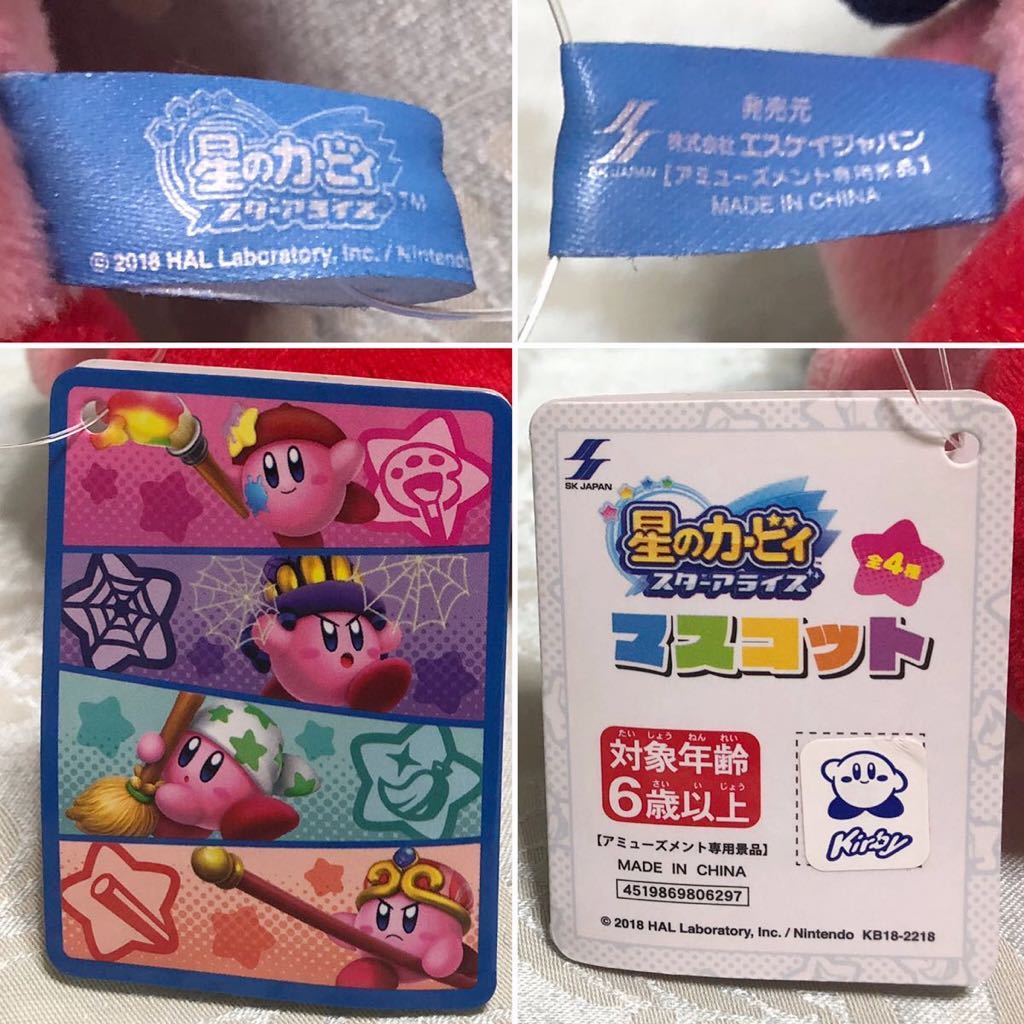 星のカービィ
スターアライズ™
© 2018 HAL Laboratory, Inc. / Nintendo
発売元
株式会社 エスケイジャパン
SK JAPAN
【アミューズメント専用景品】
MADE IN CHINA
SK JAPAN
星のカービィ
スターアライズ
全4種
マスコット
たいしょうねんれい
対象年齢
さいいじょう
6歳以上
Kirby
【アミューズメント専用景品】
MADE IN CHINA
4519869806297
© 2018 HAL Laboratory, Inc. / Nintendo KB18-2218